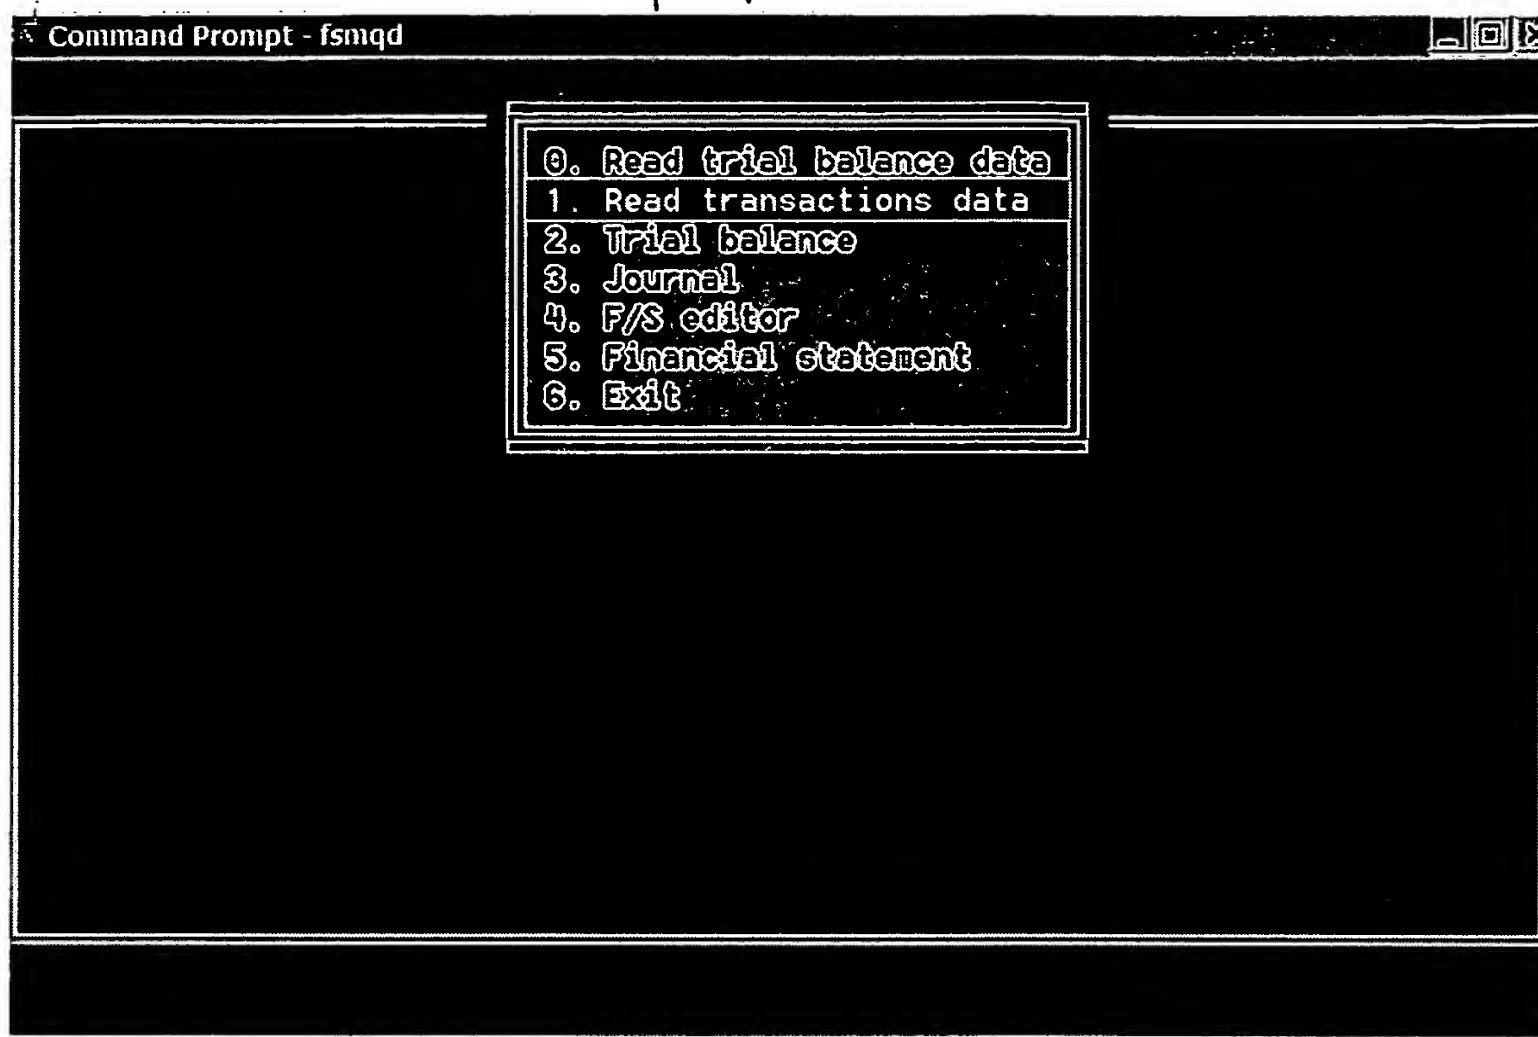 Command Prompt - fsmqd
0. Read trial balance data
1. Read transactions data
2. Trial balance
3. Journal
4. F/S editor
5. Financial statement
6. Exit